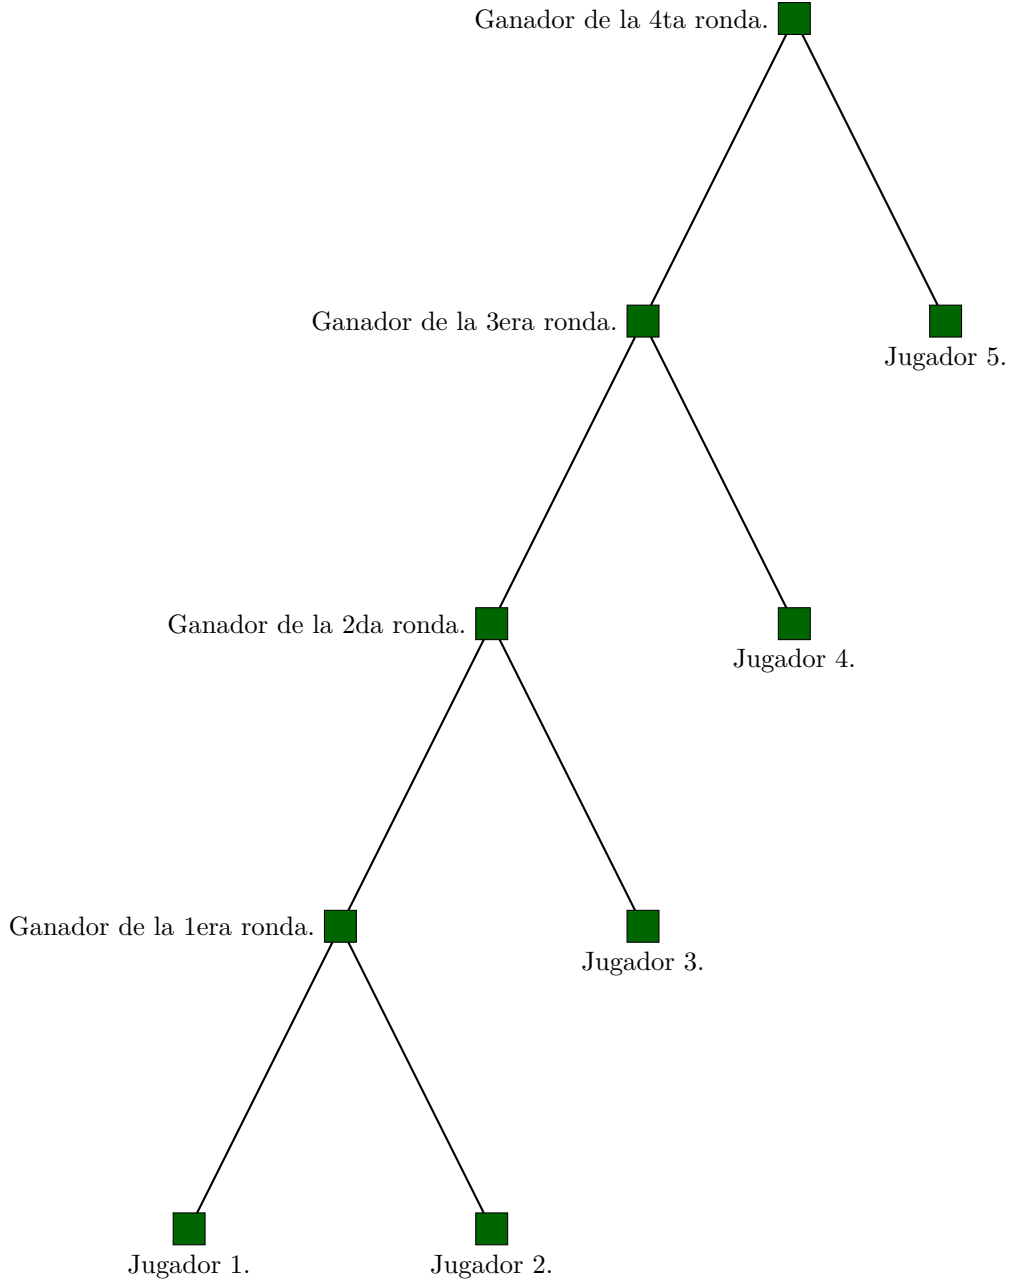 Ganador de la 4ta ronda.
Ganador de la 3era ronda.
Jugador 5.
Ganador de la 2da ronda.
Jugador 4.
Ganador de la 1era ronda.
Jugador 3.
Jugador 1.
Jugador 2.